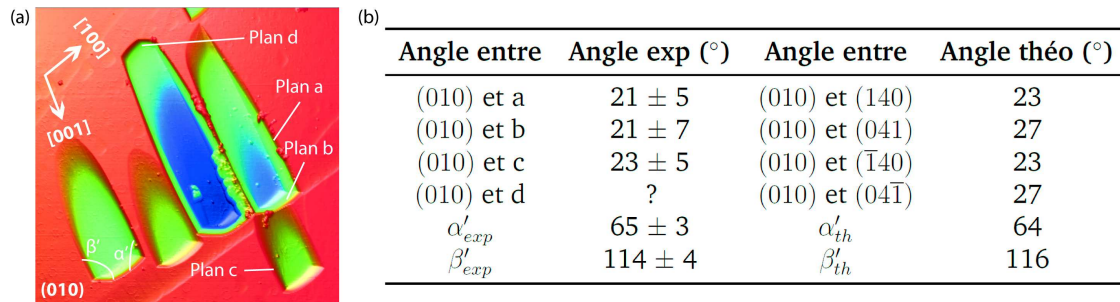 (a)
Plan d
[100]
Plan a
[001]
Plan b
β'
α'
Plan c
(010)
(b)
Angle entre Angle exp (°) Angle entre Angle théo (°)
(010) et a 21 ± 5 (010) et (140) 23
(010) et b 21 ± 7 (010) et (041) 27
(010) et c 23 ± 5 (010) et (1̅40) 23
(010) et d ? (010) et (041̅) 27
α'exp 65 ± 3 α'th 64
β'exp 114 ± 4 β'th 116